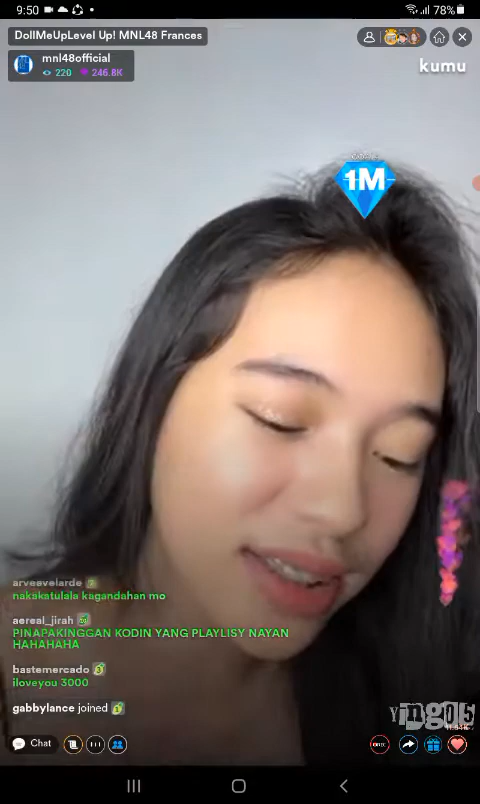 9:50
78%
DollMeUpLevel Up! MNL48 Frances
mnl48official
220 246.8K
kumu
1M
arveevelarde
nakakatulala kagandahan mo
aereal_jirah
PINAPAKINGGAN KODIN YANG PLAYLISY NAYAN
HAHAHAHA
bastemercado
iloveyou 3000
gabbylance joined
Yingo15
Chat